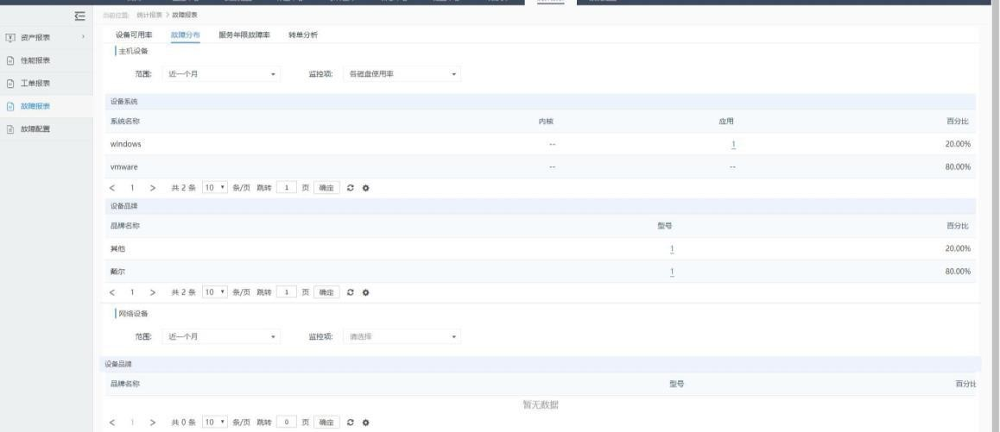 当前位置: 统计报表 > 故障报表
资产报表
性能报表
工单报表
故障报表
故障配置
设备可用率 故障分布 服务年限故障率 转单分析
主机设备
范围: 近一个月 监控项: 各磁盘使用率
设备系统
系统名称 内核 应用 百分比
windows -- 1 20.00%
vmware -- -- 80.00%
< 1 > 共 2 条 10 条/页 跳转 1 页 确定
设备品牌
品牌名称 型号 百分比
其他 1 20.00%
戴尔 1 80.00%
< 1 > 共 2 条 10 条/页 跳转 1 页 确定
网络设备
范围: 近一个月 监控项: 请选择
设备品牌
品牌名称 型号 百分比
暂无数据
< 1 > 共 0 条 10 条/页 跳转 0 页 确定